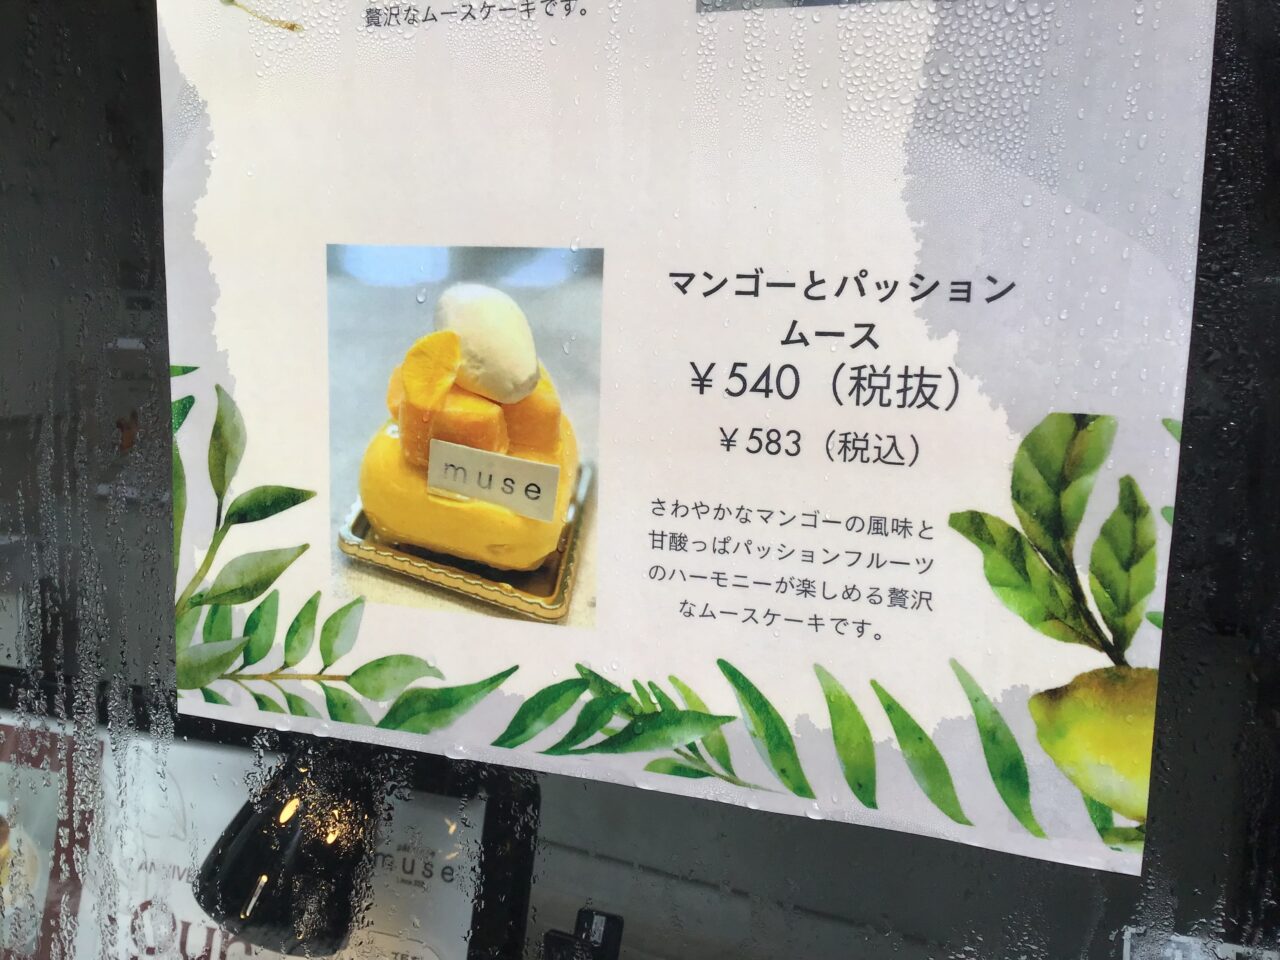 贅沢なムースケーキです。
マンゴーとパッション
ムース
￥540（税抜）
￥583（税込）
muse
さわやかなマンゴーの風味と
甘酸っぱパッションフルーツ
のハーモニーが楽しめる贅沢
なムースケーキです。
muse